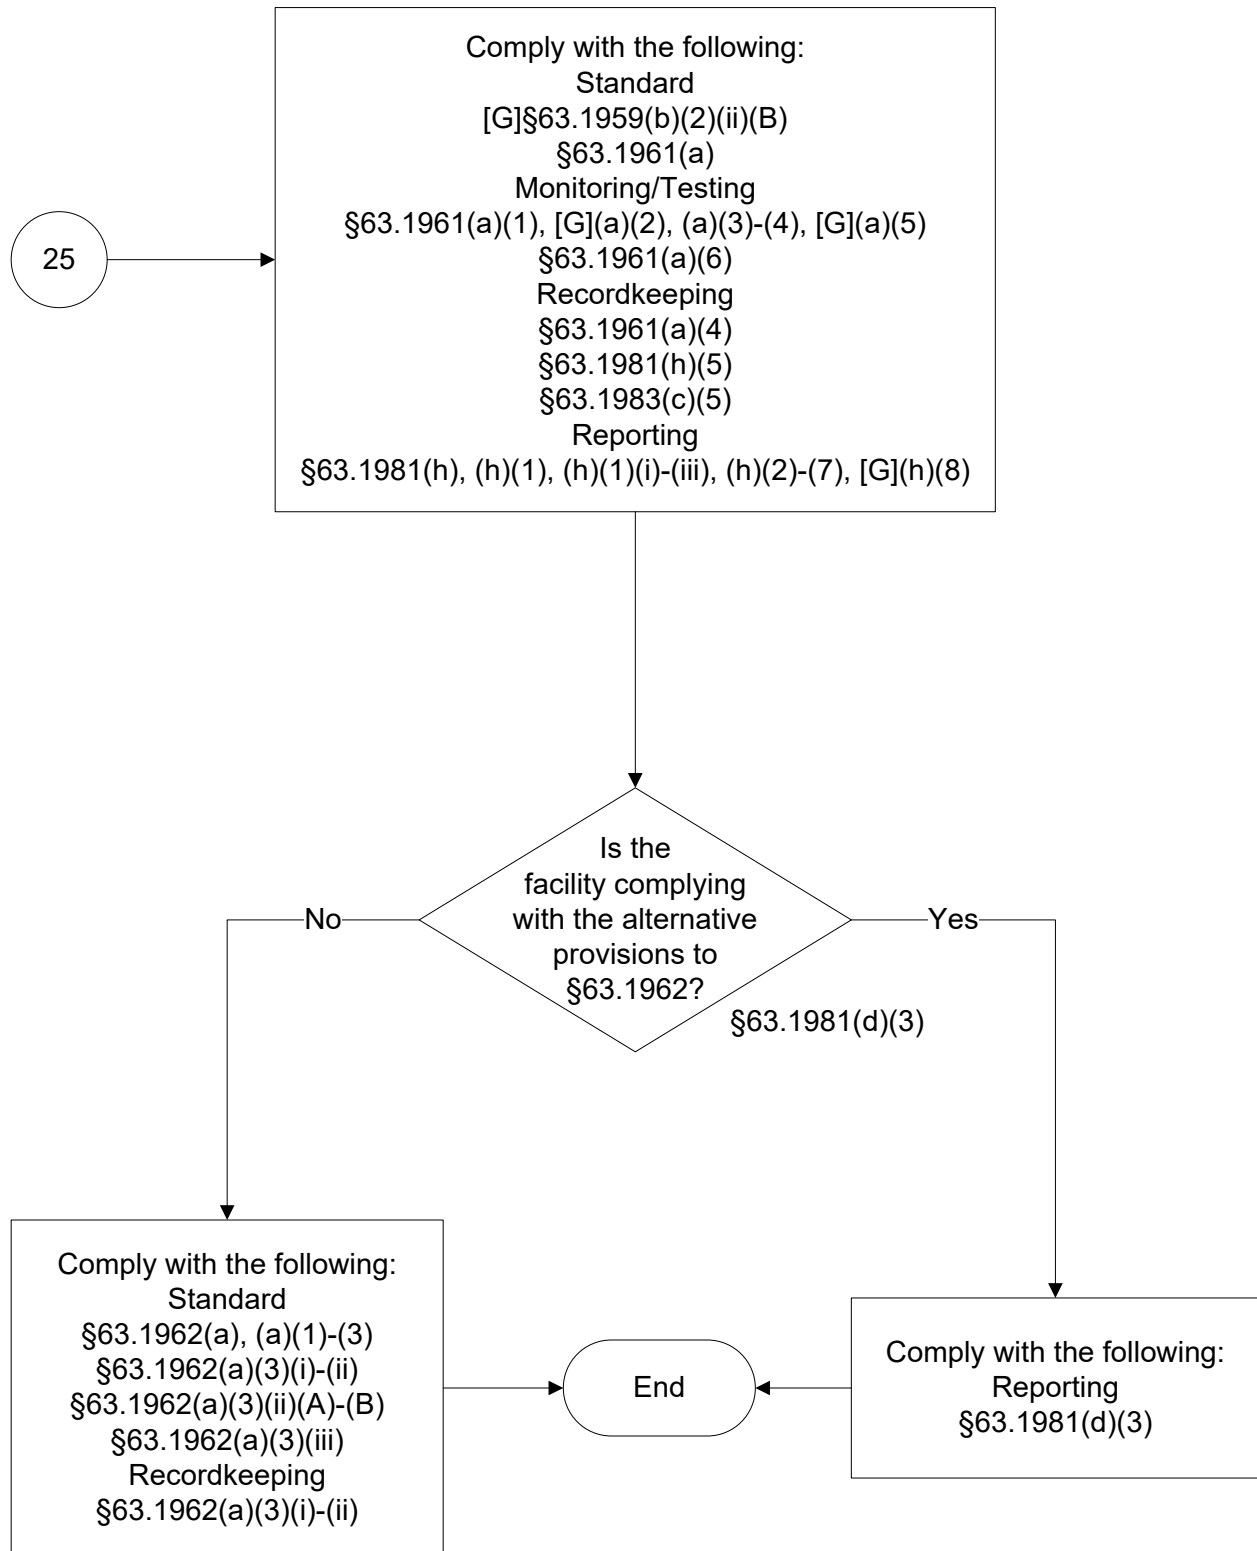 Comply with the following:
Standard
[G]§63.1959(b)(2)(ii)(B)
§63.1961(a)
Monitoring/Testing
§63.1961(a)(1), [G](a)(2), (a)(3)-(4), [G](a)(5)
§63.1961(a)(6)
Recordkeeping
§63.1961(a)(4)
§63.1981(h)(5)
§63.1983(c)(5)
Reporting
§63.1981(h), (h)(1), (h)(1)(i)-(iii), (h)(2)-(7), [G](h)(8)
25
Is the
facility complying
with the alternative
provisions to
§63.1962?
No
Yes
§63.1981(d)(3)
Comply with the following:
Standard
§63.1962(a), (a)(1)-(3)
§63.1962(a)(3)(i)-(ii)
§63.1962(a)(3)(ii)(A)-(B)
§63.1962(a)(3)(iii)
Recordkeeping
§63.1962(a)(3)(i)-(ii)
End
Comply with the following:
Reporting
§63.1981(d)(3)